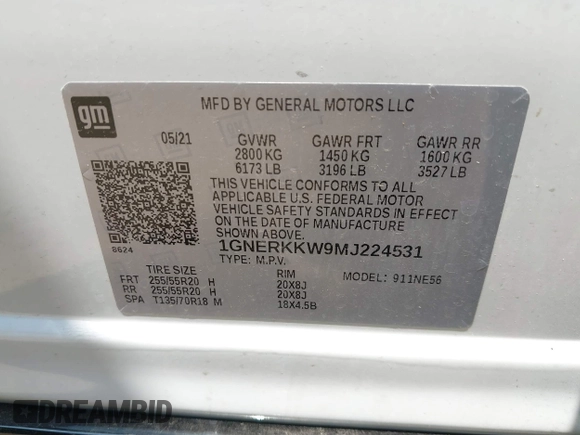 gm
MFD BY GENERAL MOTORS LLC
05/21 GVWR GAWR FRT GAWR RR
2800 KG 1450 KG 1600 KG
6173 LB 3196 LB 3527 LB
THIS VEHICLE CONFORMS TO ALL
APPLICABLE U.S. FEDERAL MOTOR
VEHICLE SAFETY STANDARDS IN EFFECT
ON THE DATE OF MANUFACTURE
SHOWN ABOVE.
8624
1GNERKKW9MJ224531
TYPE: M.P.V.
TIRE SIZE RIM MODEL: 911NE56
FRT 255/55R20 H 20X8J
RR 255/55R20 H 20X8J
SPA T135/70R18 M 18X4.5B
DREAMBID